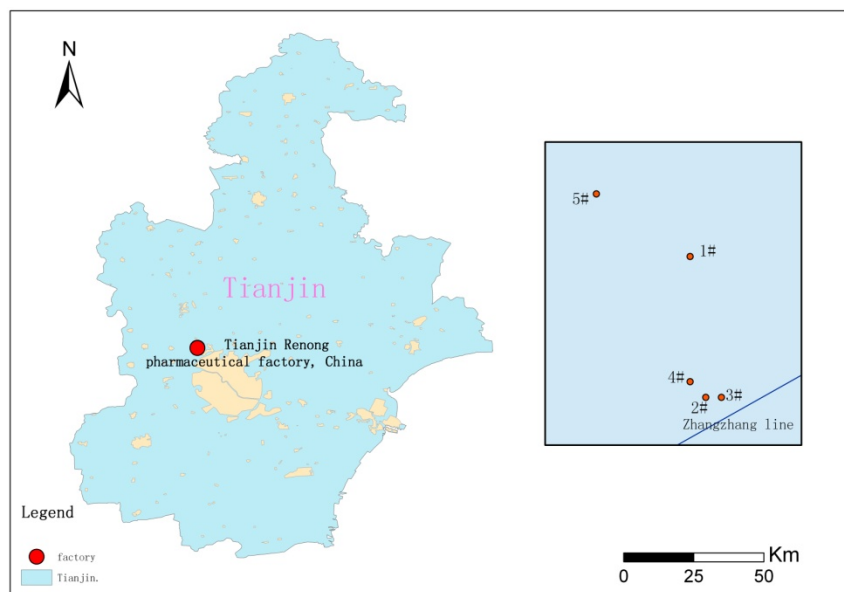 N
5#
1#
Tianjin
Tianjin Renong
pharmaceutical factory, China
4#
3#
2#
Zhangzhang line
Legend
factory
Tianjin.
Km
0 25 50